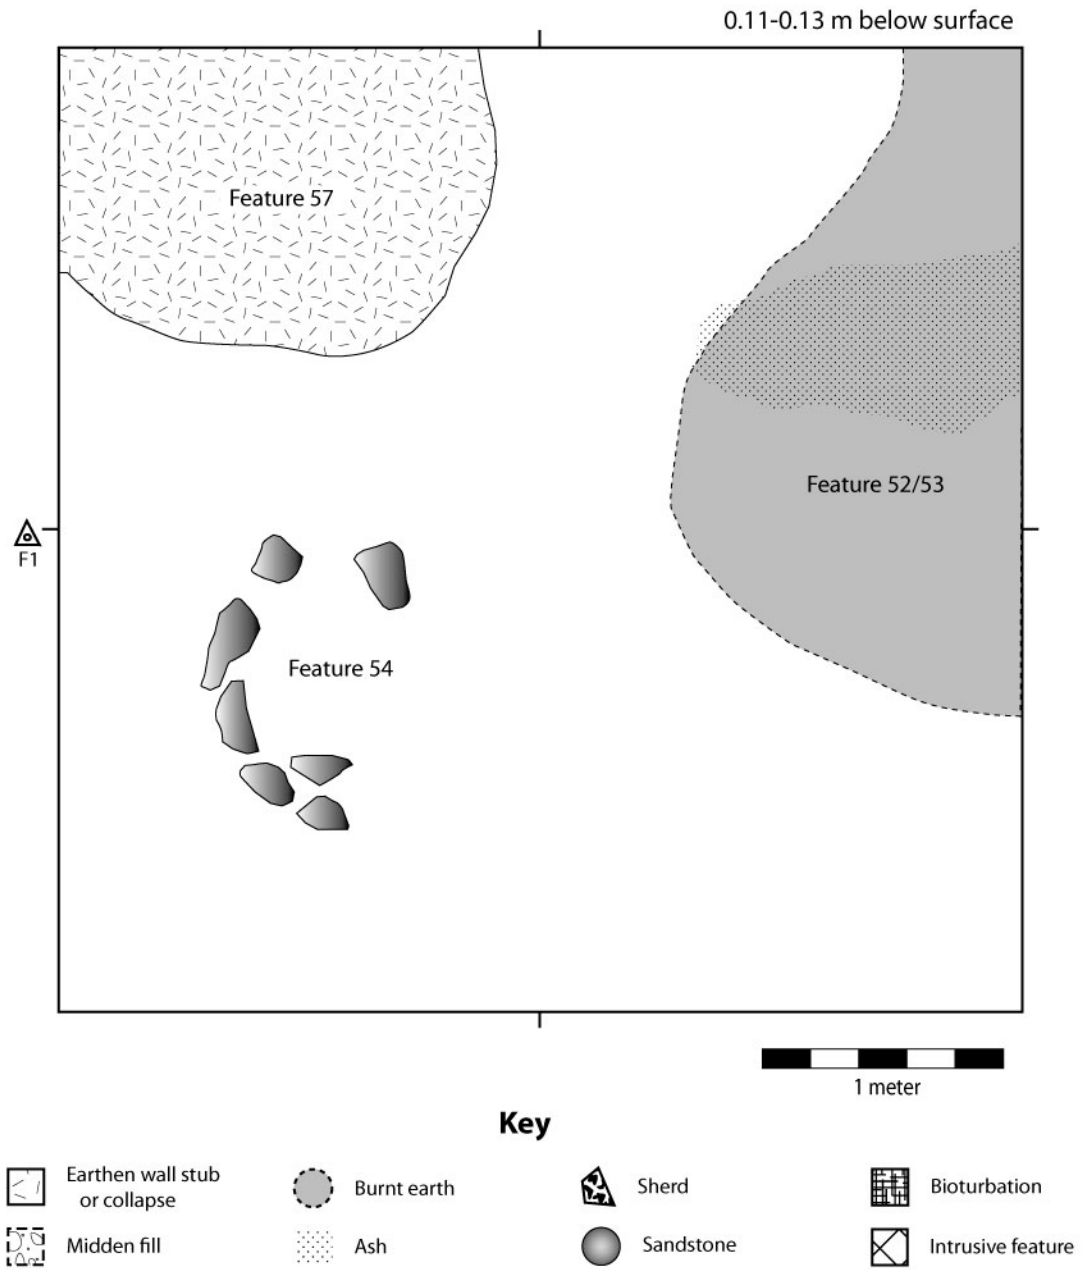 0.11-0.13 m below surface
Feature 57
Feature 52/53
F1
Feature 54
1 meter
Key
Earthen wall stub
or collapse
Burnt earth
Sherd
Bioturbation
Midden fill
Ash
Sandstone
Intrusive feature